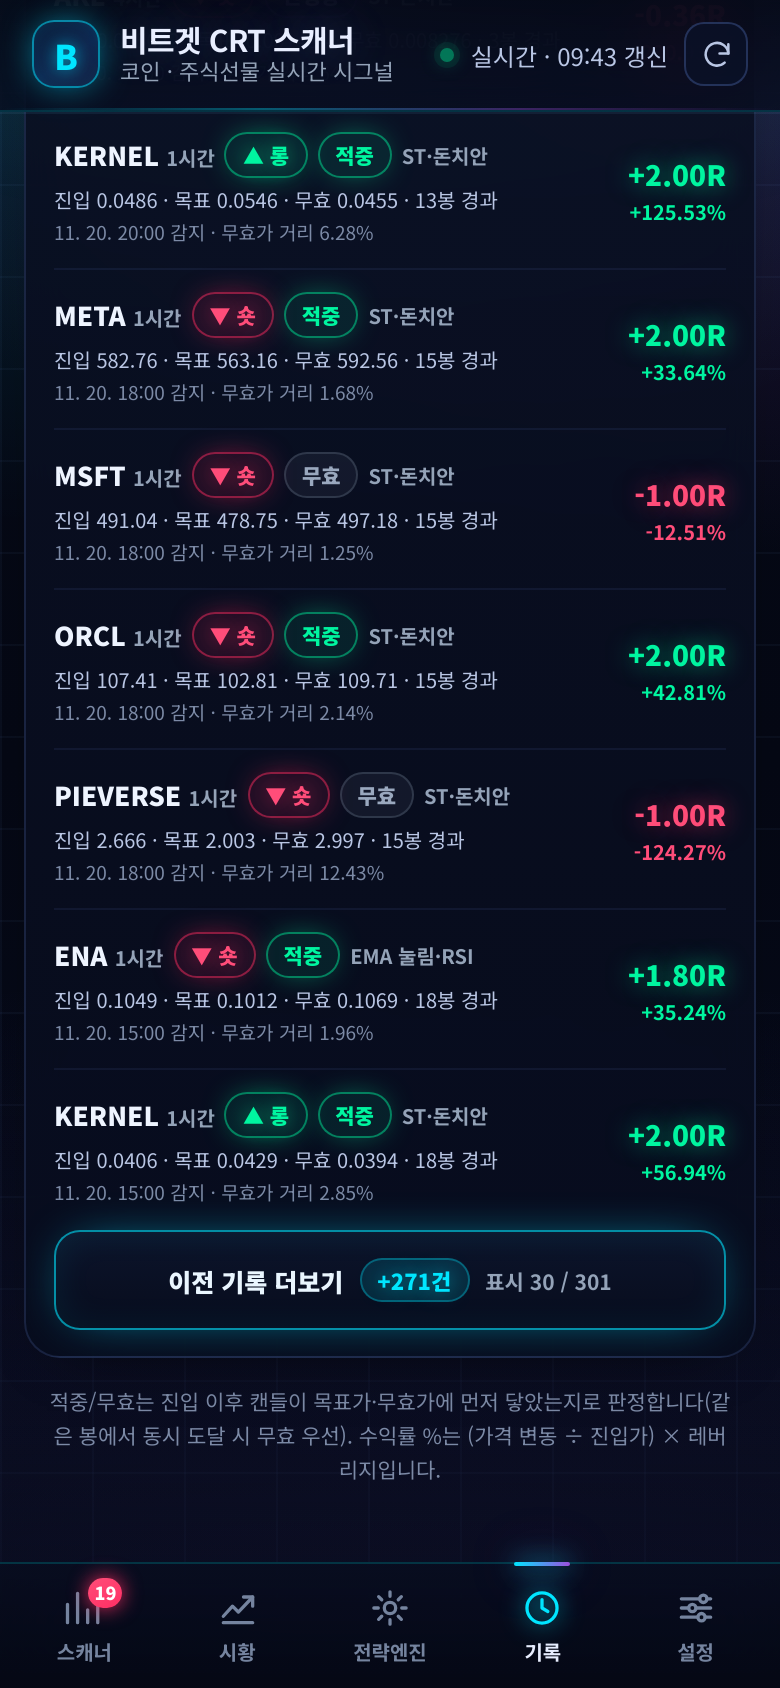 B
비트겟 CRT 스캐너
코인 · 주식선물 실시간 시그널
실시간 · 09:43 갱신
KERNEL 1시간 ▲ 롱 적중 ST·돈치안
+2.00R
진입 0.0486 · 목표 0.0546 · 무효 0.0455 · 13봉 경과
+125.53%
11. 20. 20:00 감지 · 무효가 거리 6.28%
META 1시간 ▼ 숏 적중 ST·돈치안
+2.00R
진입 582.76 · 목표 563.16 · 무효 592.56 · 15봉 경과
+33.64%
11. 20. 18:00 감지 · 무효가 거리 1.68%
MSFT 1시간 ▼ 숏 무효 ST·돈치안
-1.00R
진입 491.04 · 목표 478.75 · 무효 497.18 · 15봉 경과
-12.51%
11. 20. 18:00 감지 · 무효가 거리 1.25%
ORCL 1시간 ▼ 숏 적중 ST·돈치안
+2.00R
진입 107.41 · 목표 102.81 · 무효 109.71 · 15봉 경과
+42.81%
11. 20. 18:00 감지 · 무효가 거리 2.14%
PIEVERSE 1시간 ▼ 숏 무효 ST·돈치안
-1.00R
진입 2.666 · 목표 2.003 · 무효 2.997 · 15봉 경과
-124.27%
11. 20. 18:00 감지 · 무효가 거리 12.43%
ENA 1시간 ▼ 숏 적중 EMA 눌림·RSI
+1.80R
진입 0.1049 · 목표 0.1012 · 무효 0.1069 · 18봉 경과
+35.24%
11. 20. 15:00 감지 · 무효가 거리 1.96%
KERNEL 1시간 ▲ 롱 적중 ST·돈치안
+2.00R
진입 0.0406 · 목표 0.0429 · 무효 0.0394 · 18봉 경과
+56.94%
11. 20. 15:00 감지 · 무효가 거리 2.85%
이전 기록 더보기 +271건 표시 30 / 301
적중/무효는 진입 이후 캔들이 목표가·무효가에 먼저 닿았는지로 판정합니다(같
은 봉에서 동시 도달 시 무효 우선). 수익률 %는 (가격 변동 ÷ 진입가) × 레버
리지입니다.
19
스캐너 시황 전략엔진 기록 설정